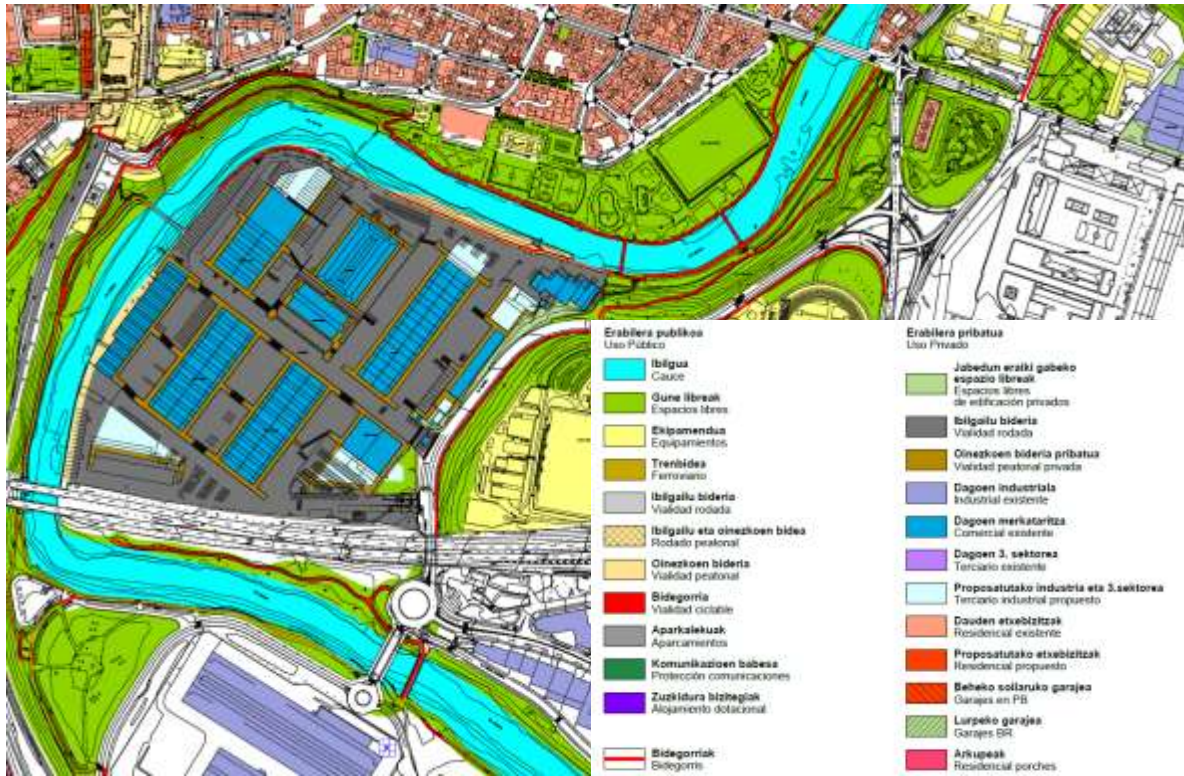 Erabilera publikoa
Uso Público
Ibilgua
Cauce
Gune libreak
Espacios libres
Ekipamendua
Equipamientos
Trenbidea
Ferroviario
Ibilgailu bideria
Vialidad rodada
Ibilgailu eta oinezkoen bidea
Rodado peatonal
Oinezkoen bideria
Vialidad peatonal
Bidegorria
Vialidad ciclable
Aparkalekuak
Aparcamientos
Komunikazioen babesa
Protección comunicaciones
Zuzkidura bizitegiak
Alojamiento dotacional
Bidegorriak
Bidegorris
Erabilera pribatua
Uso Privado
Jabedun eraiki gabeko
espazio libreak
Espacios libres
de edificación privados
Ibilgailu bideria
Vialidad rodada
Oinezkoen bideria pribatua
Vialidad peatonal privada
Dagoen industriala
Industrial existente
Dagoen merkataritza
Comercial existente
Dagoen 3. sektorea
Terciario existente
Proposatutako industria eta 3.sektorea
Terciario industrial propuesto
Dauden etxebizitzak
Residencial existente
Proposatutako etxebizitzak
Residencial propuesto
Beheko solairuko garajea
Garajes en PB
Lurpeko garajea
Garajes BR
Arkupeak
Residencial porches